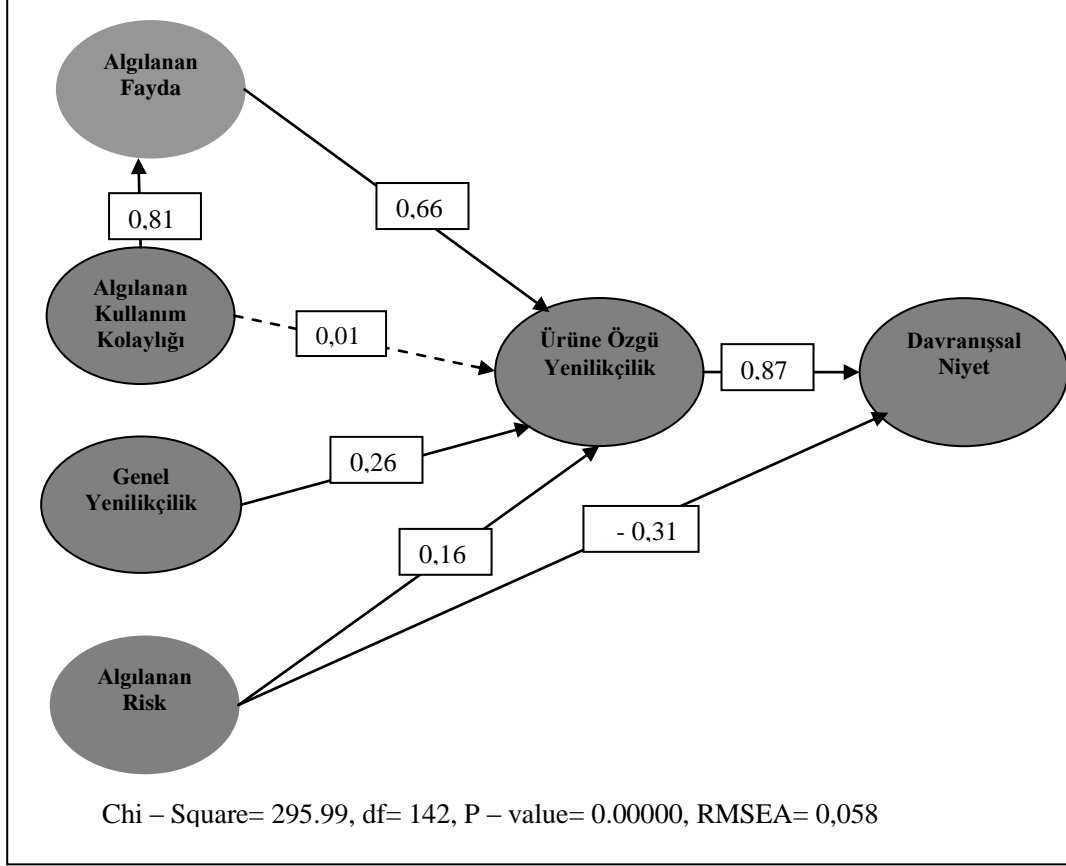 Algılanan
Fayda
0,81
0,66
Algılanan
Kullanım
Kolaylığı
0,01
Ürüne Özgü
Yenilikçilik
0,87
Davranışsal
Niyet
Genel
Yenilikçilik
0,26
0,16
- 0,31
Algılanan
Risk
Chi – Square= 295.99, df= 142, P – value= 0.00000, RMSEA= 0,058